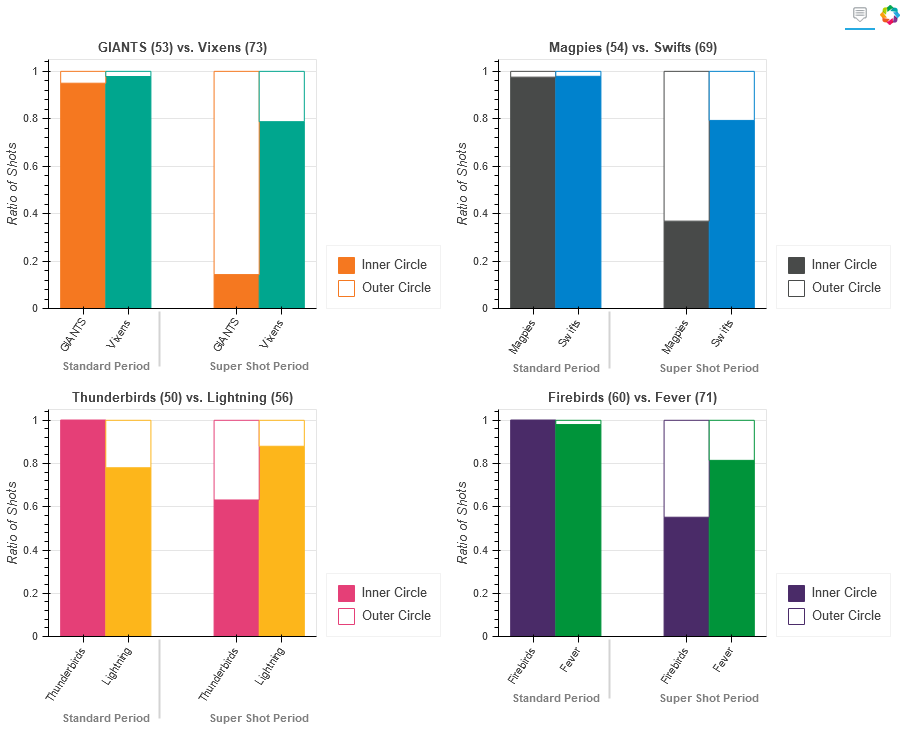 GIANTS (53) vs. Vixens (73)
Ratio of Shots
1
0.8
0.6
0.4
0.2
0
GIANTS
Vixens
GIANTS
Vixens
Standard Period
Super Shot Period
Inner Circle
Outer Circle
Magpies (54) vs. Swifts (69)
Ratio of Shots
1
0.8
0.6
0.4
0.2
0
Magpies
Swifts
Magpies
Swifts
Standard Period
Super Shot Period
Inner Circle
Outer Circle
Thunderbirds (50) vs. Lightning (56)
Ratio of Shots
1
0.8
0.6
0.4
0.2
0
Thunderbirds
Lightning
Thunderbirds
Lightning
Standard Period
Super Shot Period
Inner Circle
Outer Circle
Firebirds (60) vs. Fever (71)
Ratio of Shots
1
0.8
0.6
0.4
0.2
0
Firebirds
Fever
Firebirds
Fever
Standard Period
Super Shot Period
Inner Circle
Outer Circle